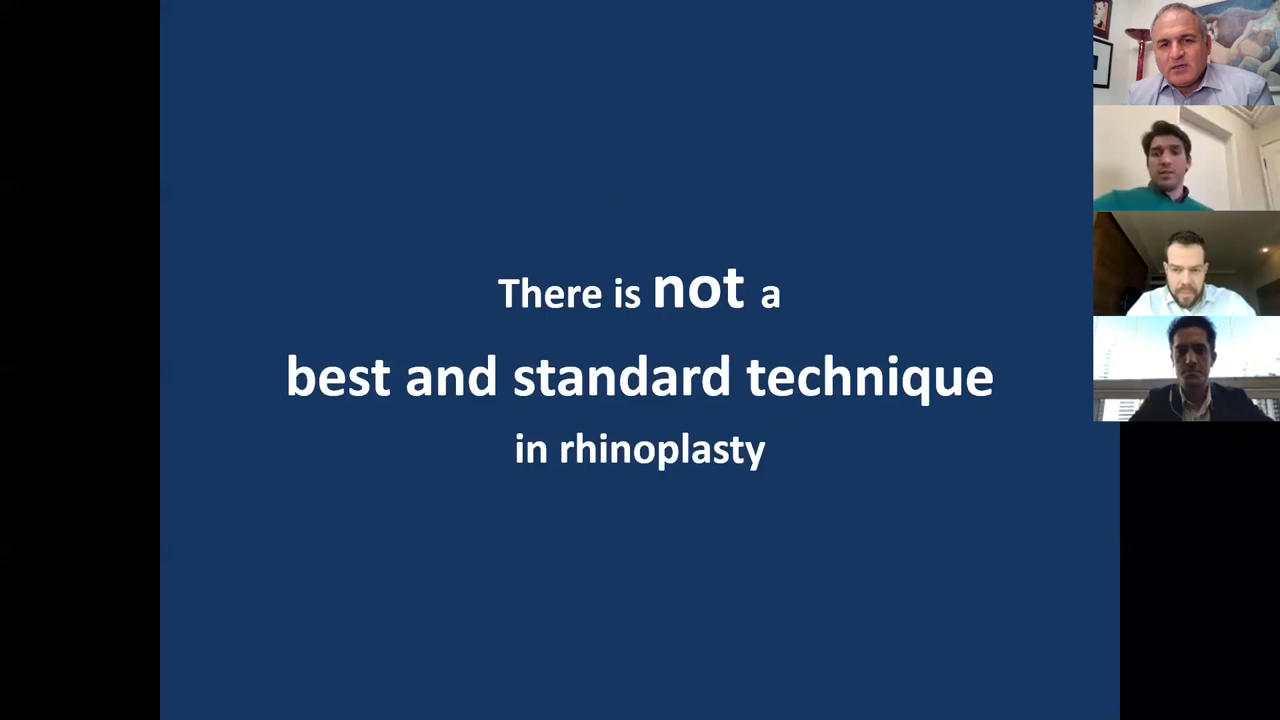 There is not a
best and standard technique
in rhinoplasty